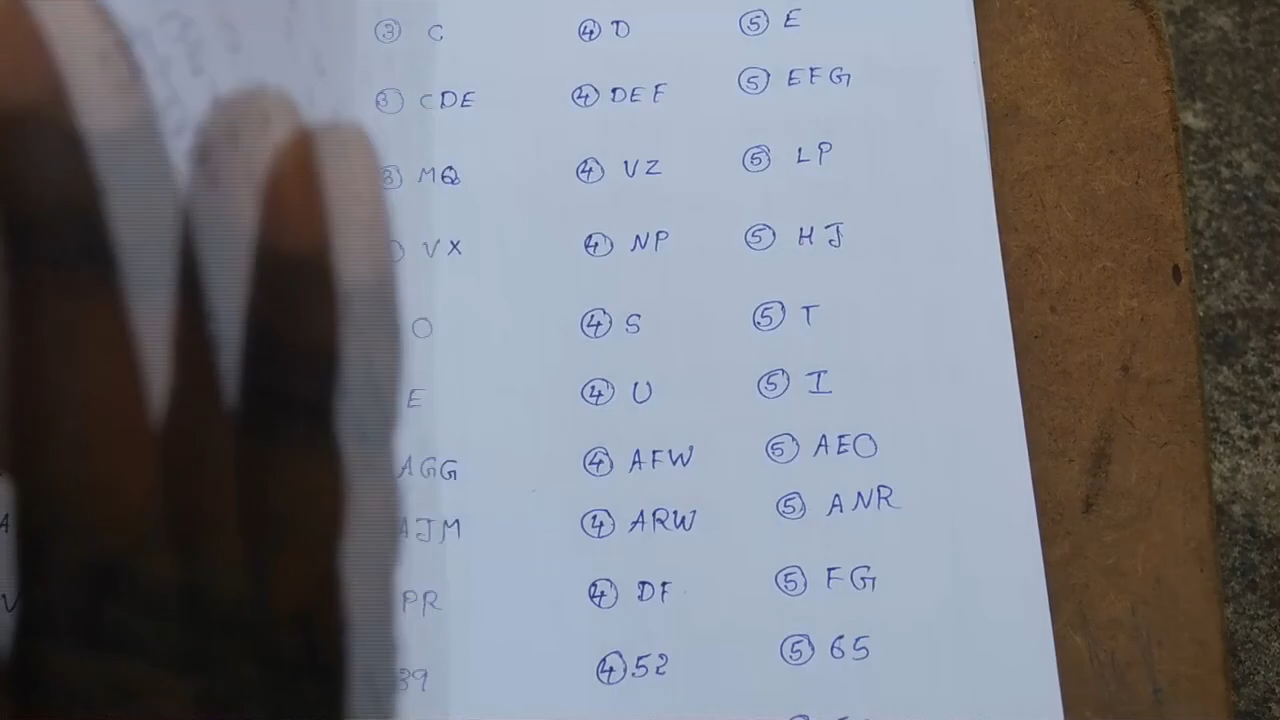 ③ C ④ D ⑤ E
③ CDE ④ DEF ⑤ EFG
③ MQ ④ VZ ⑤ LP
VX ④ NP ⑤ HJ
O ④ S ⑤ T
E ④ U ⑤ I
AGG ④ AFW ⑤ AEO
AJM ④ ARW ⑤ ANR
PR ④ DF ⑤ FG
39 ④ 52 ⑤ 65